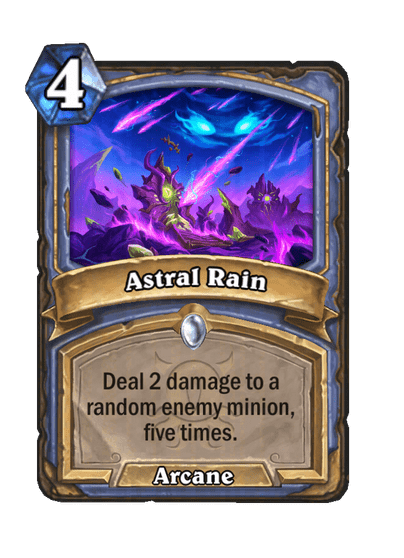 4
Astral Rain
Deal 2 damage to a
random enemy minion,
five times.
Arcane